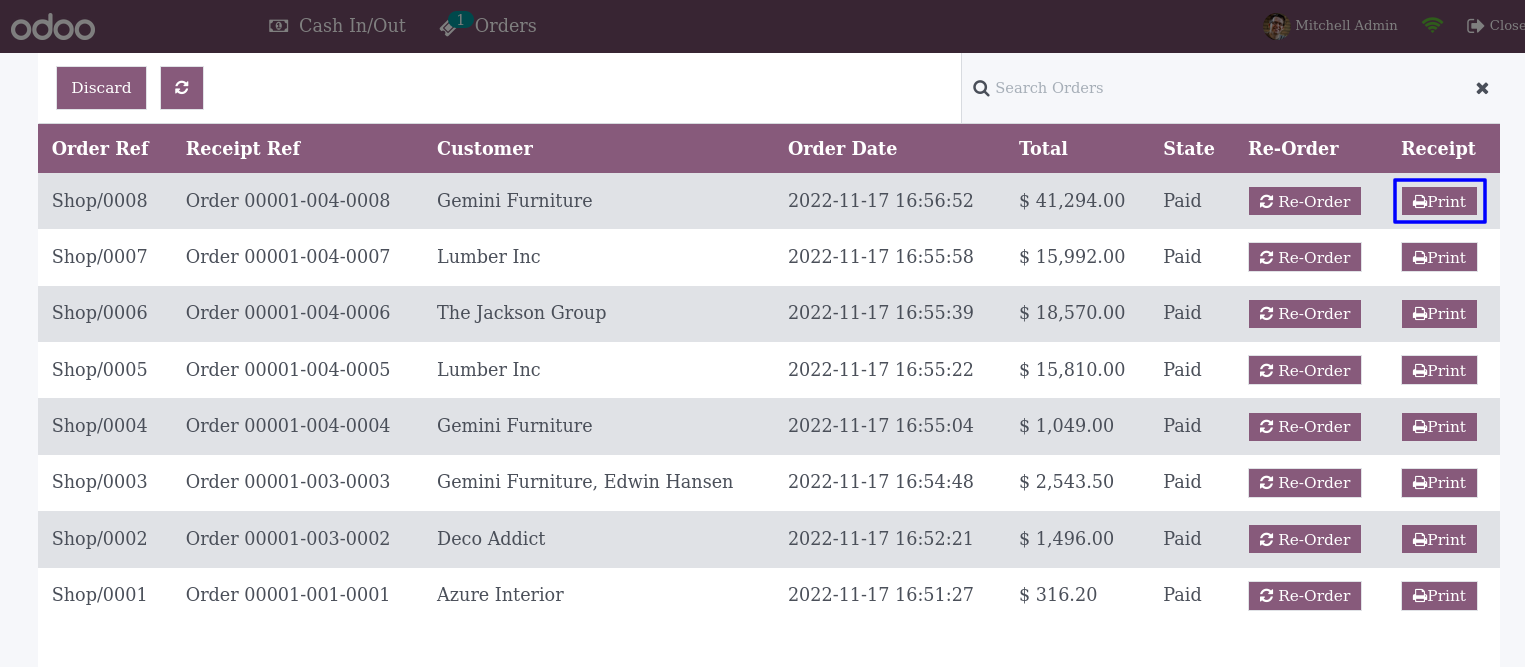 odoo Cash In/Out 1 Orders Mitchell Admin Close
Discard Search Orders
Order Ref Receipt Ref Customer Order Date Total State Re-Order Receipt
Shop/0008 Order 00001-004-0008 Gemini Furniture 2022-11-17 16:56:52 $ 41,294.00 Paid Re-Order Print
Shop/0007 Order 00001-004-0007 Lumber Inc 2022-11-17 16:55:58 $ 15,992.00 Paid Re-Order Print
Shop/0006 Order 00001-004-0006 The Jackson Group 2022-11-17 16:55:39 $ 18,570.00 Paid Re-Order Print
Shop/0005 Order 00001-004-0005 Lumber Inc 2022-11-17 16:55:22 $ 15,810.00 Paid Re-Order Print
Shop/0004 Order 00001-004-0004 Gemini Furniture 2022-11-17 16:55:04 $ 1,049.00 Paid Re-Order Print
Shop/0003 Order 00001-003-0003 Gemini Furniture, Edwin Hansen 2022-11-17 16:54:48 $ 2,543.50 Paid Re-Order Print
Shop/0002 Order 00001-003-0002 Deco Addict 2022-11-17 16:52:21 $ 1,496.00 Paid Re-Order Print
Shop/0001 Order 00001-001-0001 Azure Interior 2022-11-17 16:51:27 $ 316.20 Paid Re-Order Print